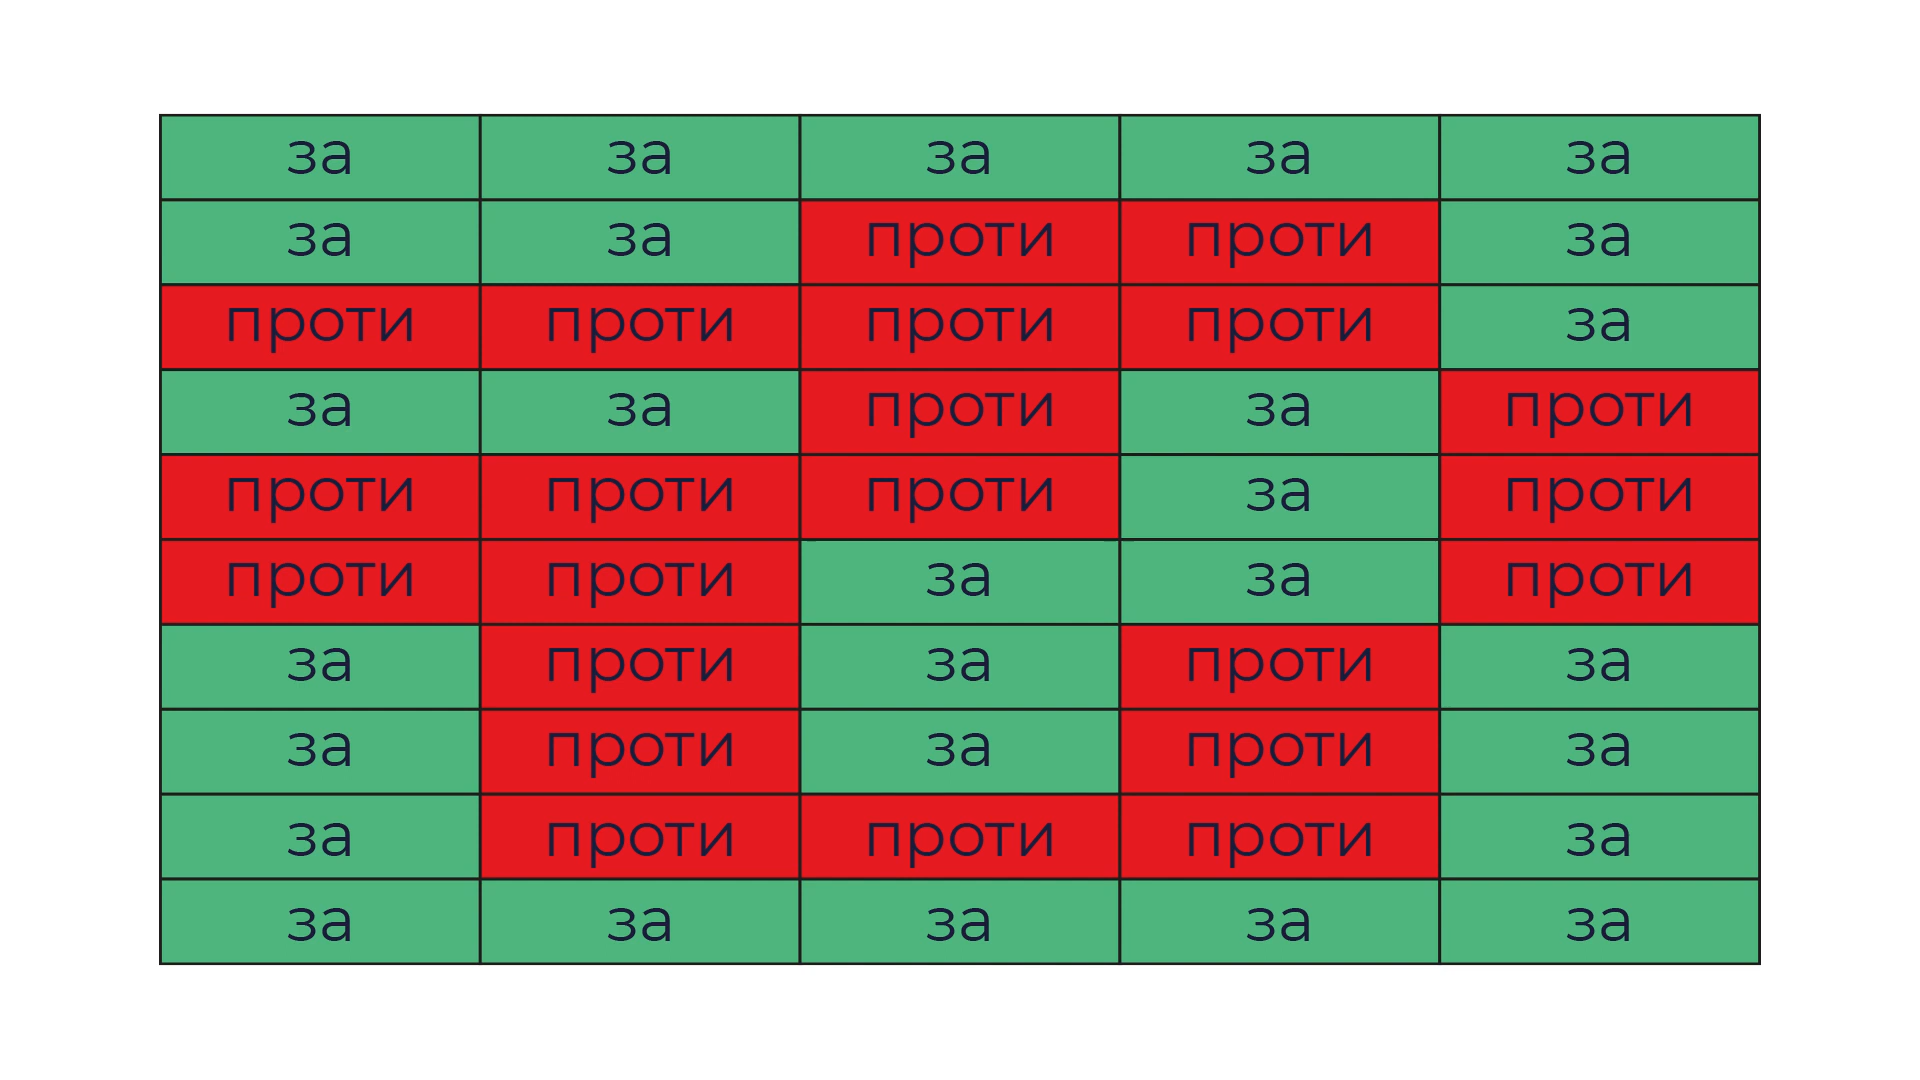 за за за за за
за за проти проти за
проти проти проти проти за
за за проти за проти
проти проти проти за проти
проти проти за за проти
за проти за проти за
за проти за проти за
за проти проти проти за
за за за за за